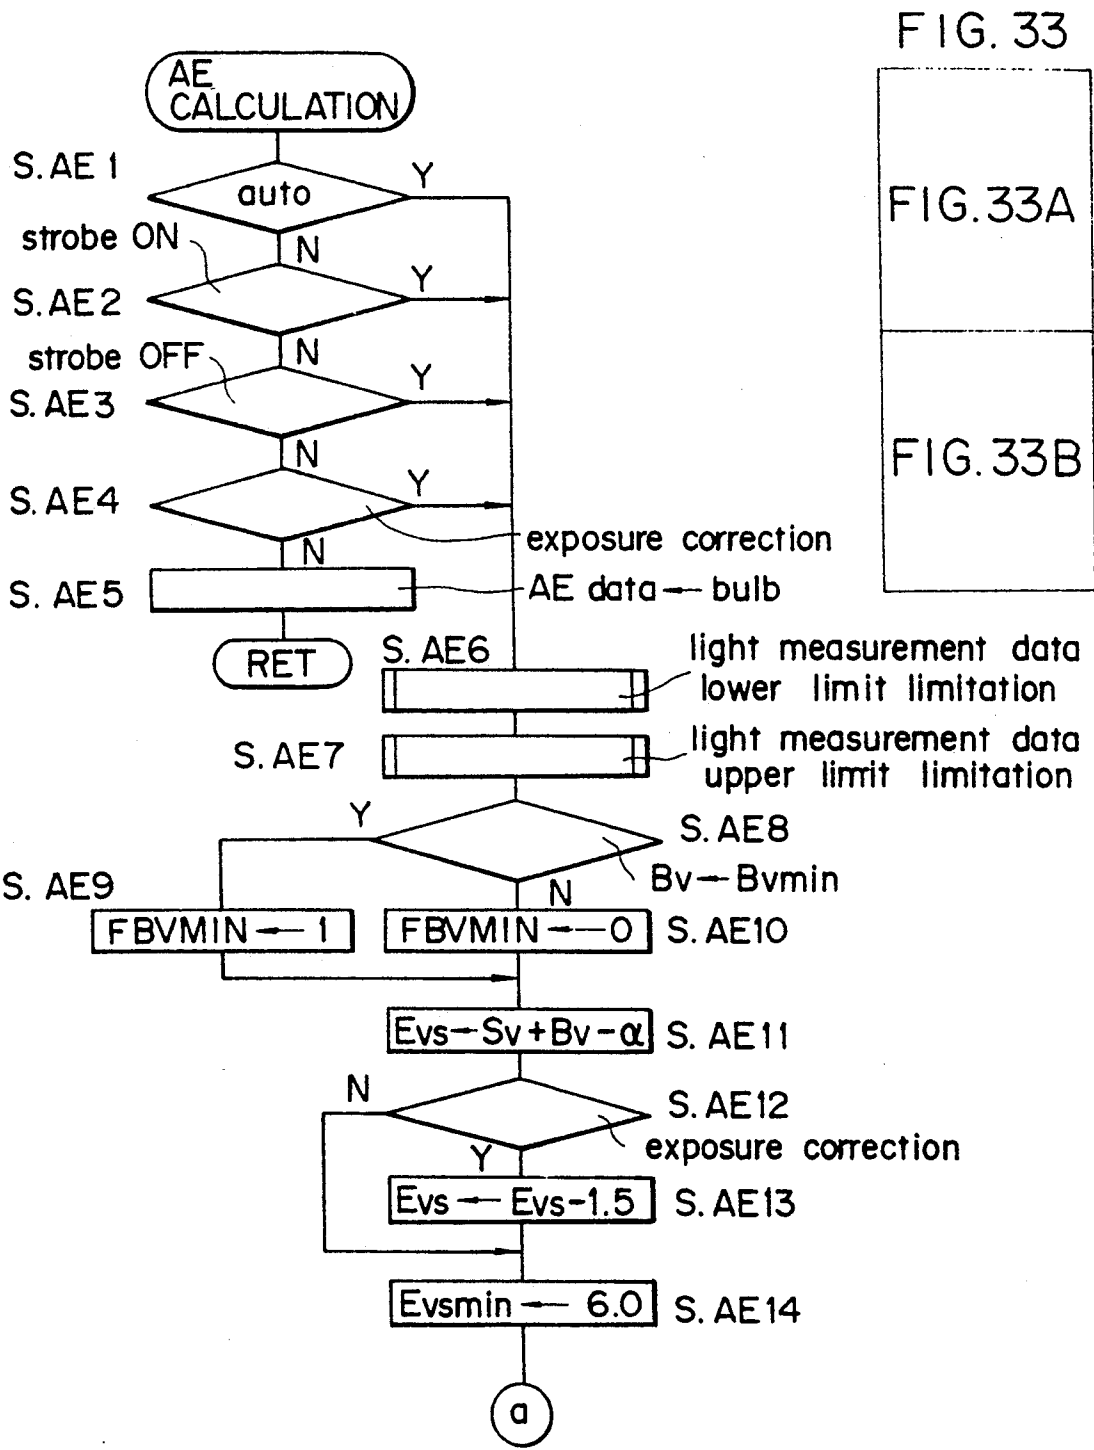 FIG. 33
FIG. 33A
FIG. 33B
AE
CALCULATION
S. AE 1
auto
Y
N
strobe ON
S. AE2
Y
N
strobe OFF
S. AE3
Y
N
S. AE4
Y
N
exposure correction
S. AE5
AE data ← bulb
RET
S. AE6
light measurement data
lower limit limitation
S. AE7
light measurement data
upper limit limitation
Y
S. AE8
Bv ← Bvmin
N
S. AE9
FBVMIN ← 1
FBVMIN ← 0
S. AE10
Evs ← Sv + Bv - α
S. AE11
N
S. AE12
exposure correction
Y
Evs ← Evs-1.5
S. AE13
Evsmin ← 6.0
S. AE14
a